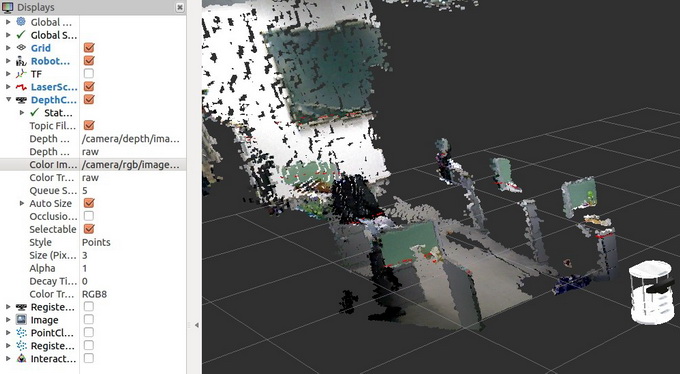 Displays
Global ...
Global S...
Grid
Robot...
TF
LaserSc...
DepthC...
Stat...
Topic Fil...
Depth ... /camera/depth/ima...
Depth ... raw
Color Im... /camera/rgb/image...
Color Tr... raw
Queue S... 5
Auto Size
Occlusio...
Selectable
Style Points
Size (Pix... 3
Alpha 1
Decay Ti... 0
Color Tr... RGB8
Registe...
Image
PointCl...
Registe...
Interact...